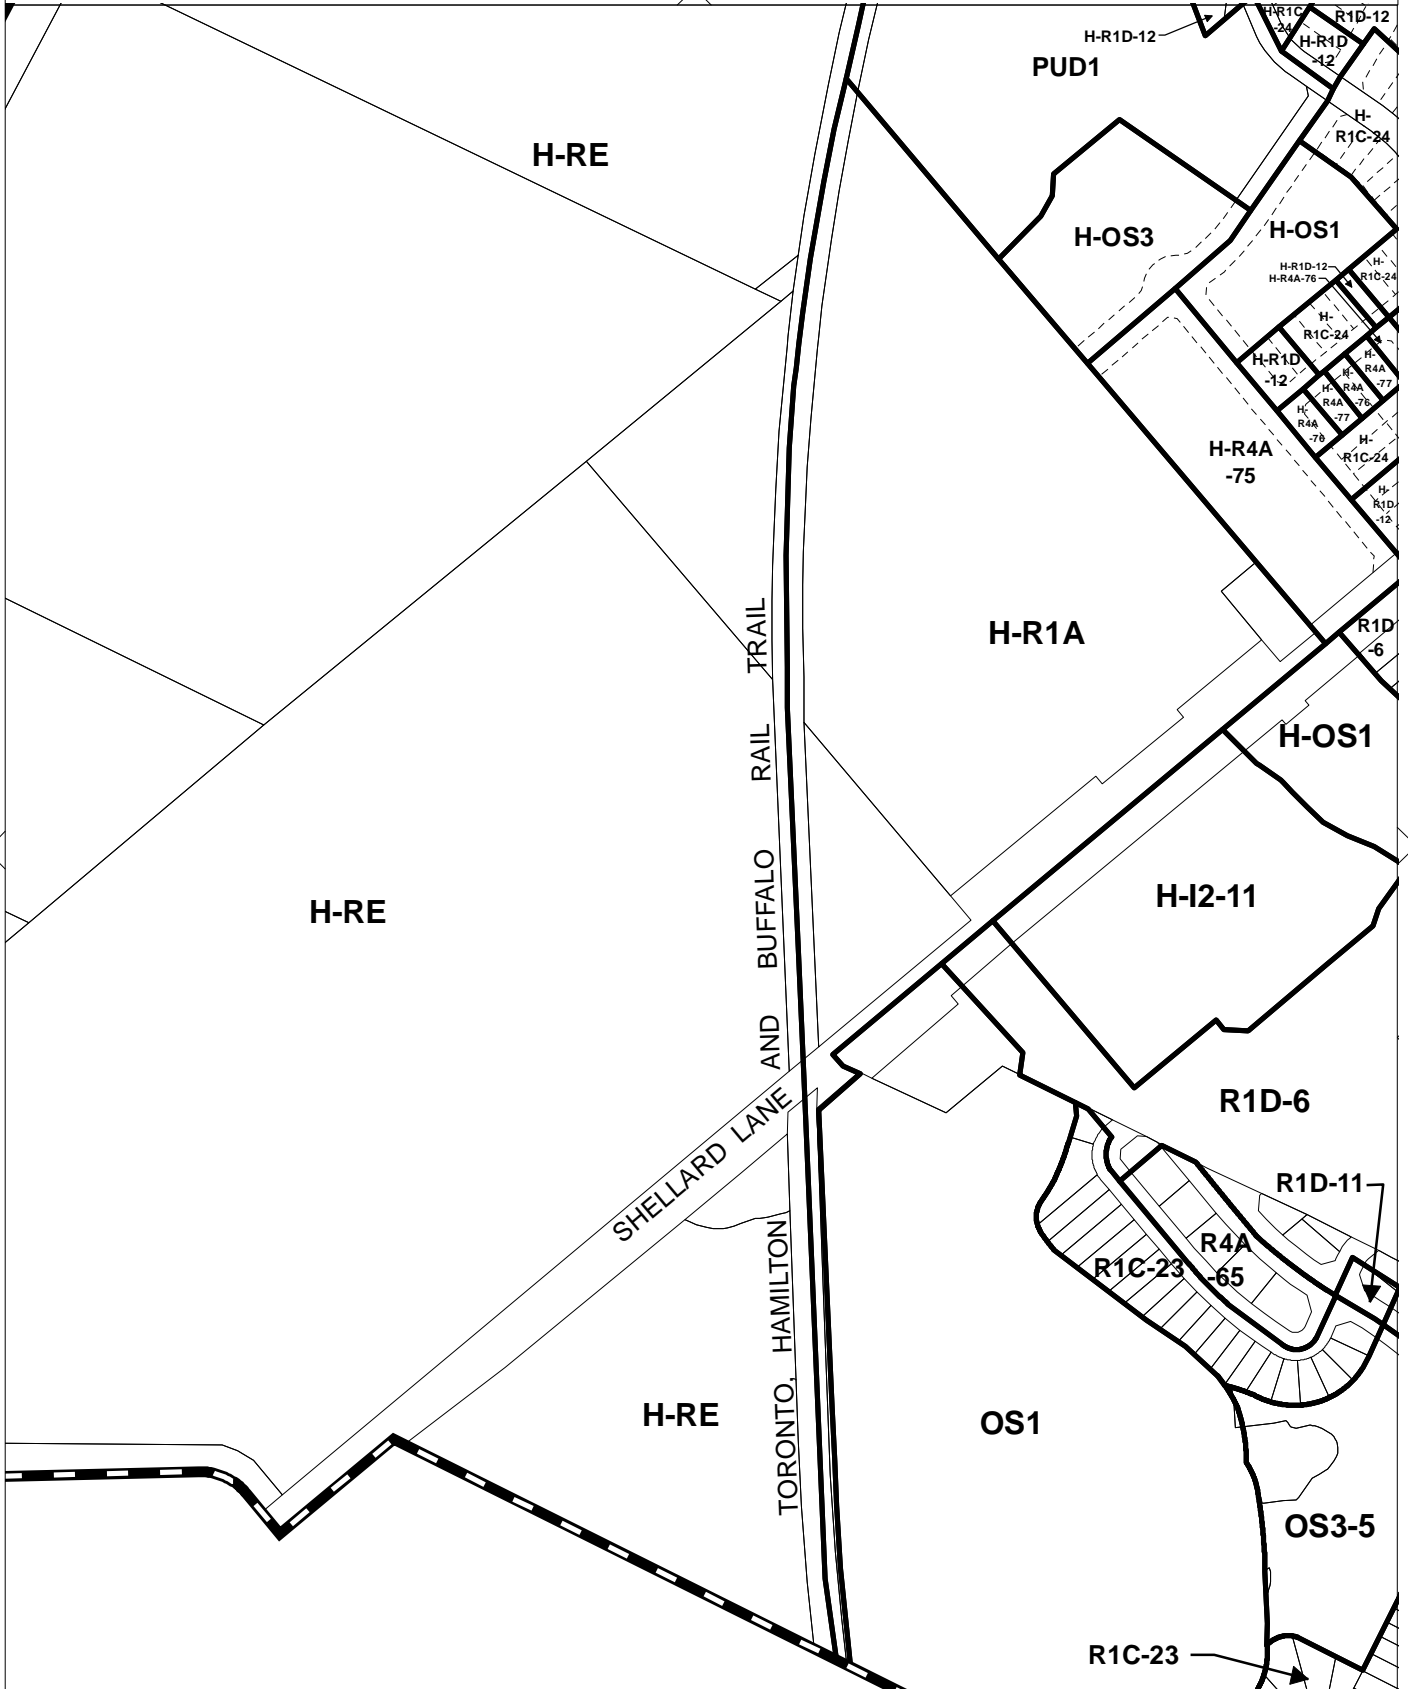 H-R1C
-24
R1D-12
H-R1D-12
H-R1D
-12
PUD1
H-
R1C-24
H-RE
H-OS3
H-OS1
H-R1D-12
H-R4A-76
H-
R1C-24
H-
R1C-24
H-R1D
-12
H-
R4A
-77
H-
R4A
-76
H-
R4A
-77
H-
R4A
-76
H-
R1C-24
H-R4A
-75
H-
R1D
-12
H-R1A
R1D
-6
H-OS1
H-I2-11
H-RE
R1D-6
R1D-11
R4A
-65
R1C-23
SHELLARD LANE
TORONTO, HAMILTON AND BUFFALO RAIL TRAIL
H-RE
OS1
OS3-5
R1C-23